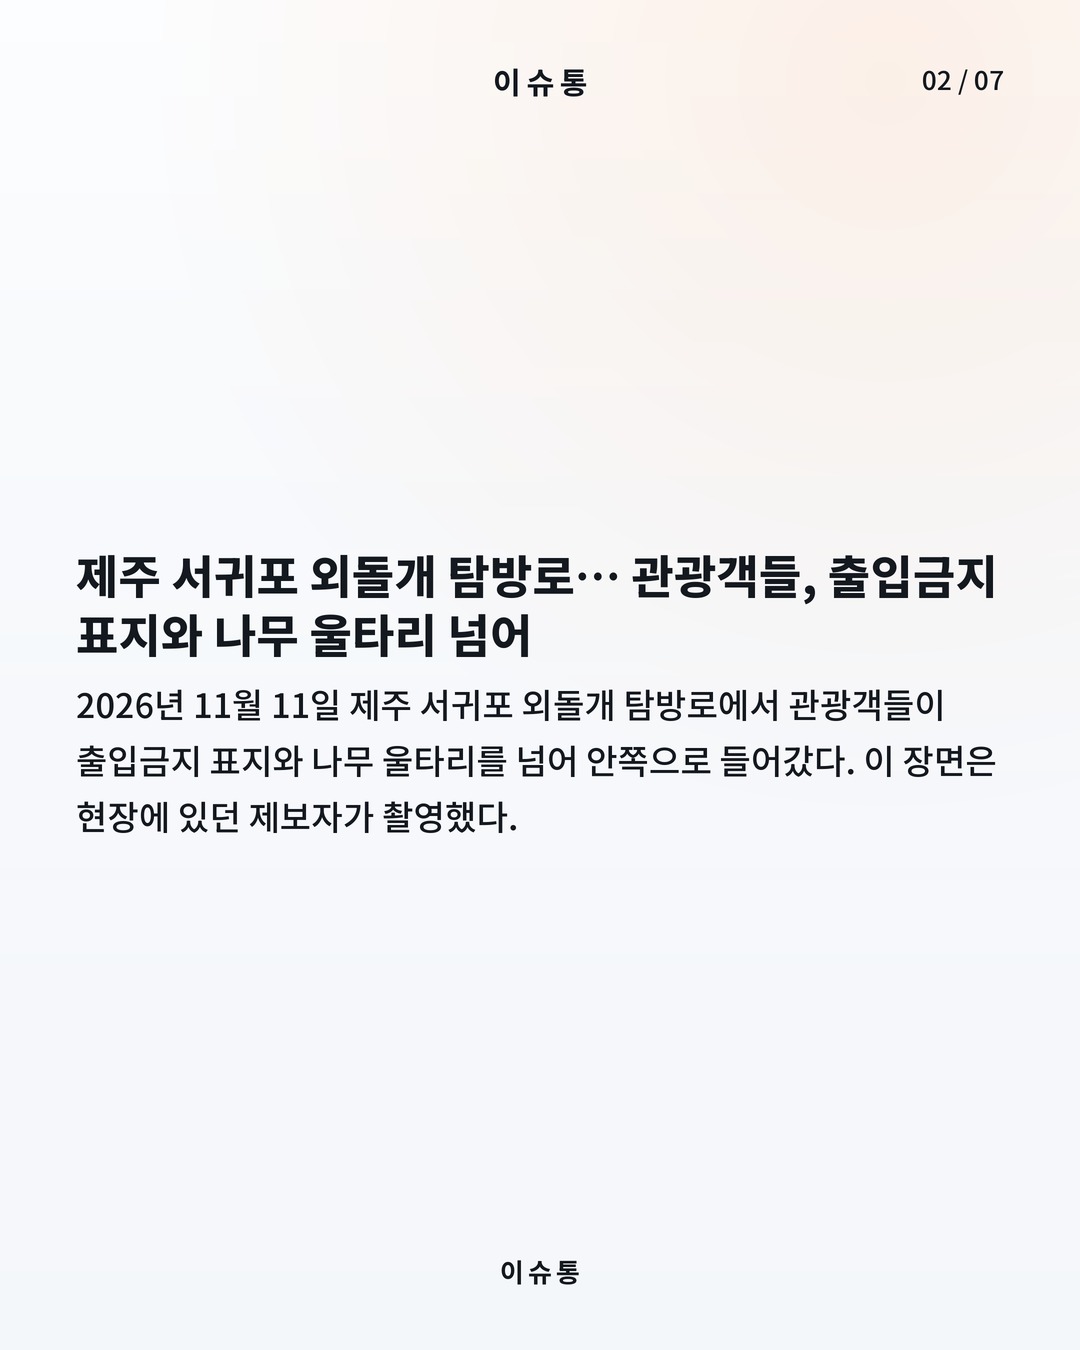 이슈통
02 / 07
제주 서귀포 외돌개 탐방로… 관광객들, 출입금지
표지와 나무 울타리 넘어
2026년 11월 11일 제주 서귀포 외돌개 탐방로에서 관광객들이
출입금지 표지와 나무 울타리를 넘어 안쪽으로 들어갔다. 이 장면은
현장에 있던 제보자가 촬영했다.
이슈통